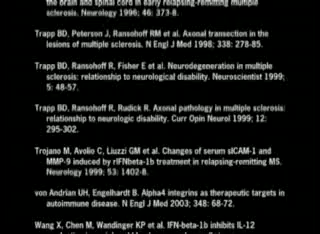 the brain and spinal cord in early relapsing-remitting multiple
sclerosis. Neurology 1996; 46: 373-8.
Trapp BD, Peterson J, Ransohoff RM et al. Axonal transection in the
lesions of multiple sclerosis. N Engl J Med 1998; 338: 278-85.
Trapp BD, Ransohoff R, Fisher E et al. Neurodegeneration in multiple
sclerosis: relationship to neurological disability. Neuroscientist 1999;
5: 48-57.
Trapp BD, Ransohoff R, Rudick R. Axonal pathology in multiple sclerosis:
relationship to neurologic disability. Curr Opin Neurol 1999; 12:
295-302.
Trojano M, Avolio C, Liuzzi GM et al. Changes of serum sICAM-1 and
MMP-9 induced by rIFNbeta-1b treatment in relapsing-remitting MS.
Neurology 1999; 53: 1402-8.
von Andrian UH, Engelhardt B. Alpha4 integrins as therapeutic targets in
autoimmune disease. N Engl J Med 2003; 348: 68-72.
Wang X, Chen M, Wandinger KP et al. IFN-beta-1b inhibits IL-12